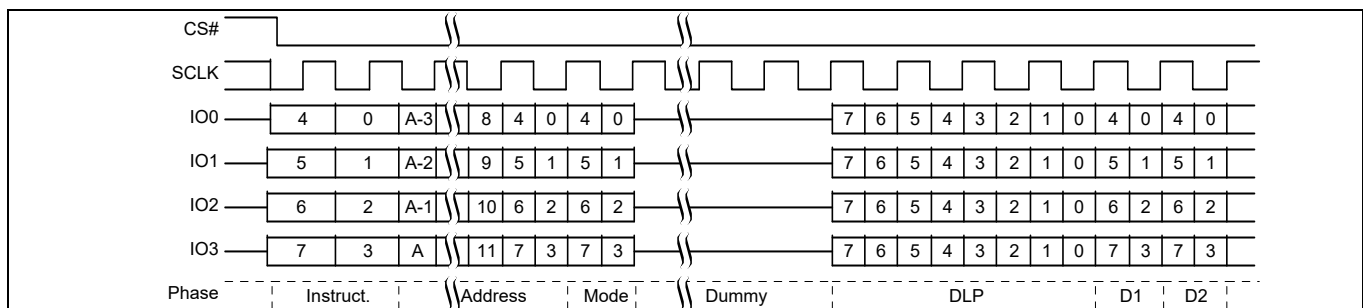 CS#
SCLK
IO0 4 0 A-3 8 4 0 4 0 7 6 5 4 3 2 1 0 4 0 4 0
IO1 5 1 A-2 9 5 1 5 1 7 6 5 4 3 2 1 0 5 1 5 1
IO2 6 2 A-1 10 6 2 6 2 7 6 5 4 3 2 1 0 6 2 6 2
IO3 7 3 A 11 7 3 7 3 7 6 5 4 3 2 1 0 7 3 7 3
Phase Instruct. Address Mode Dummy DLP D1 D2